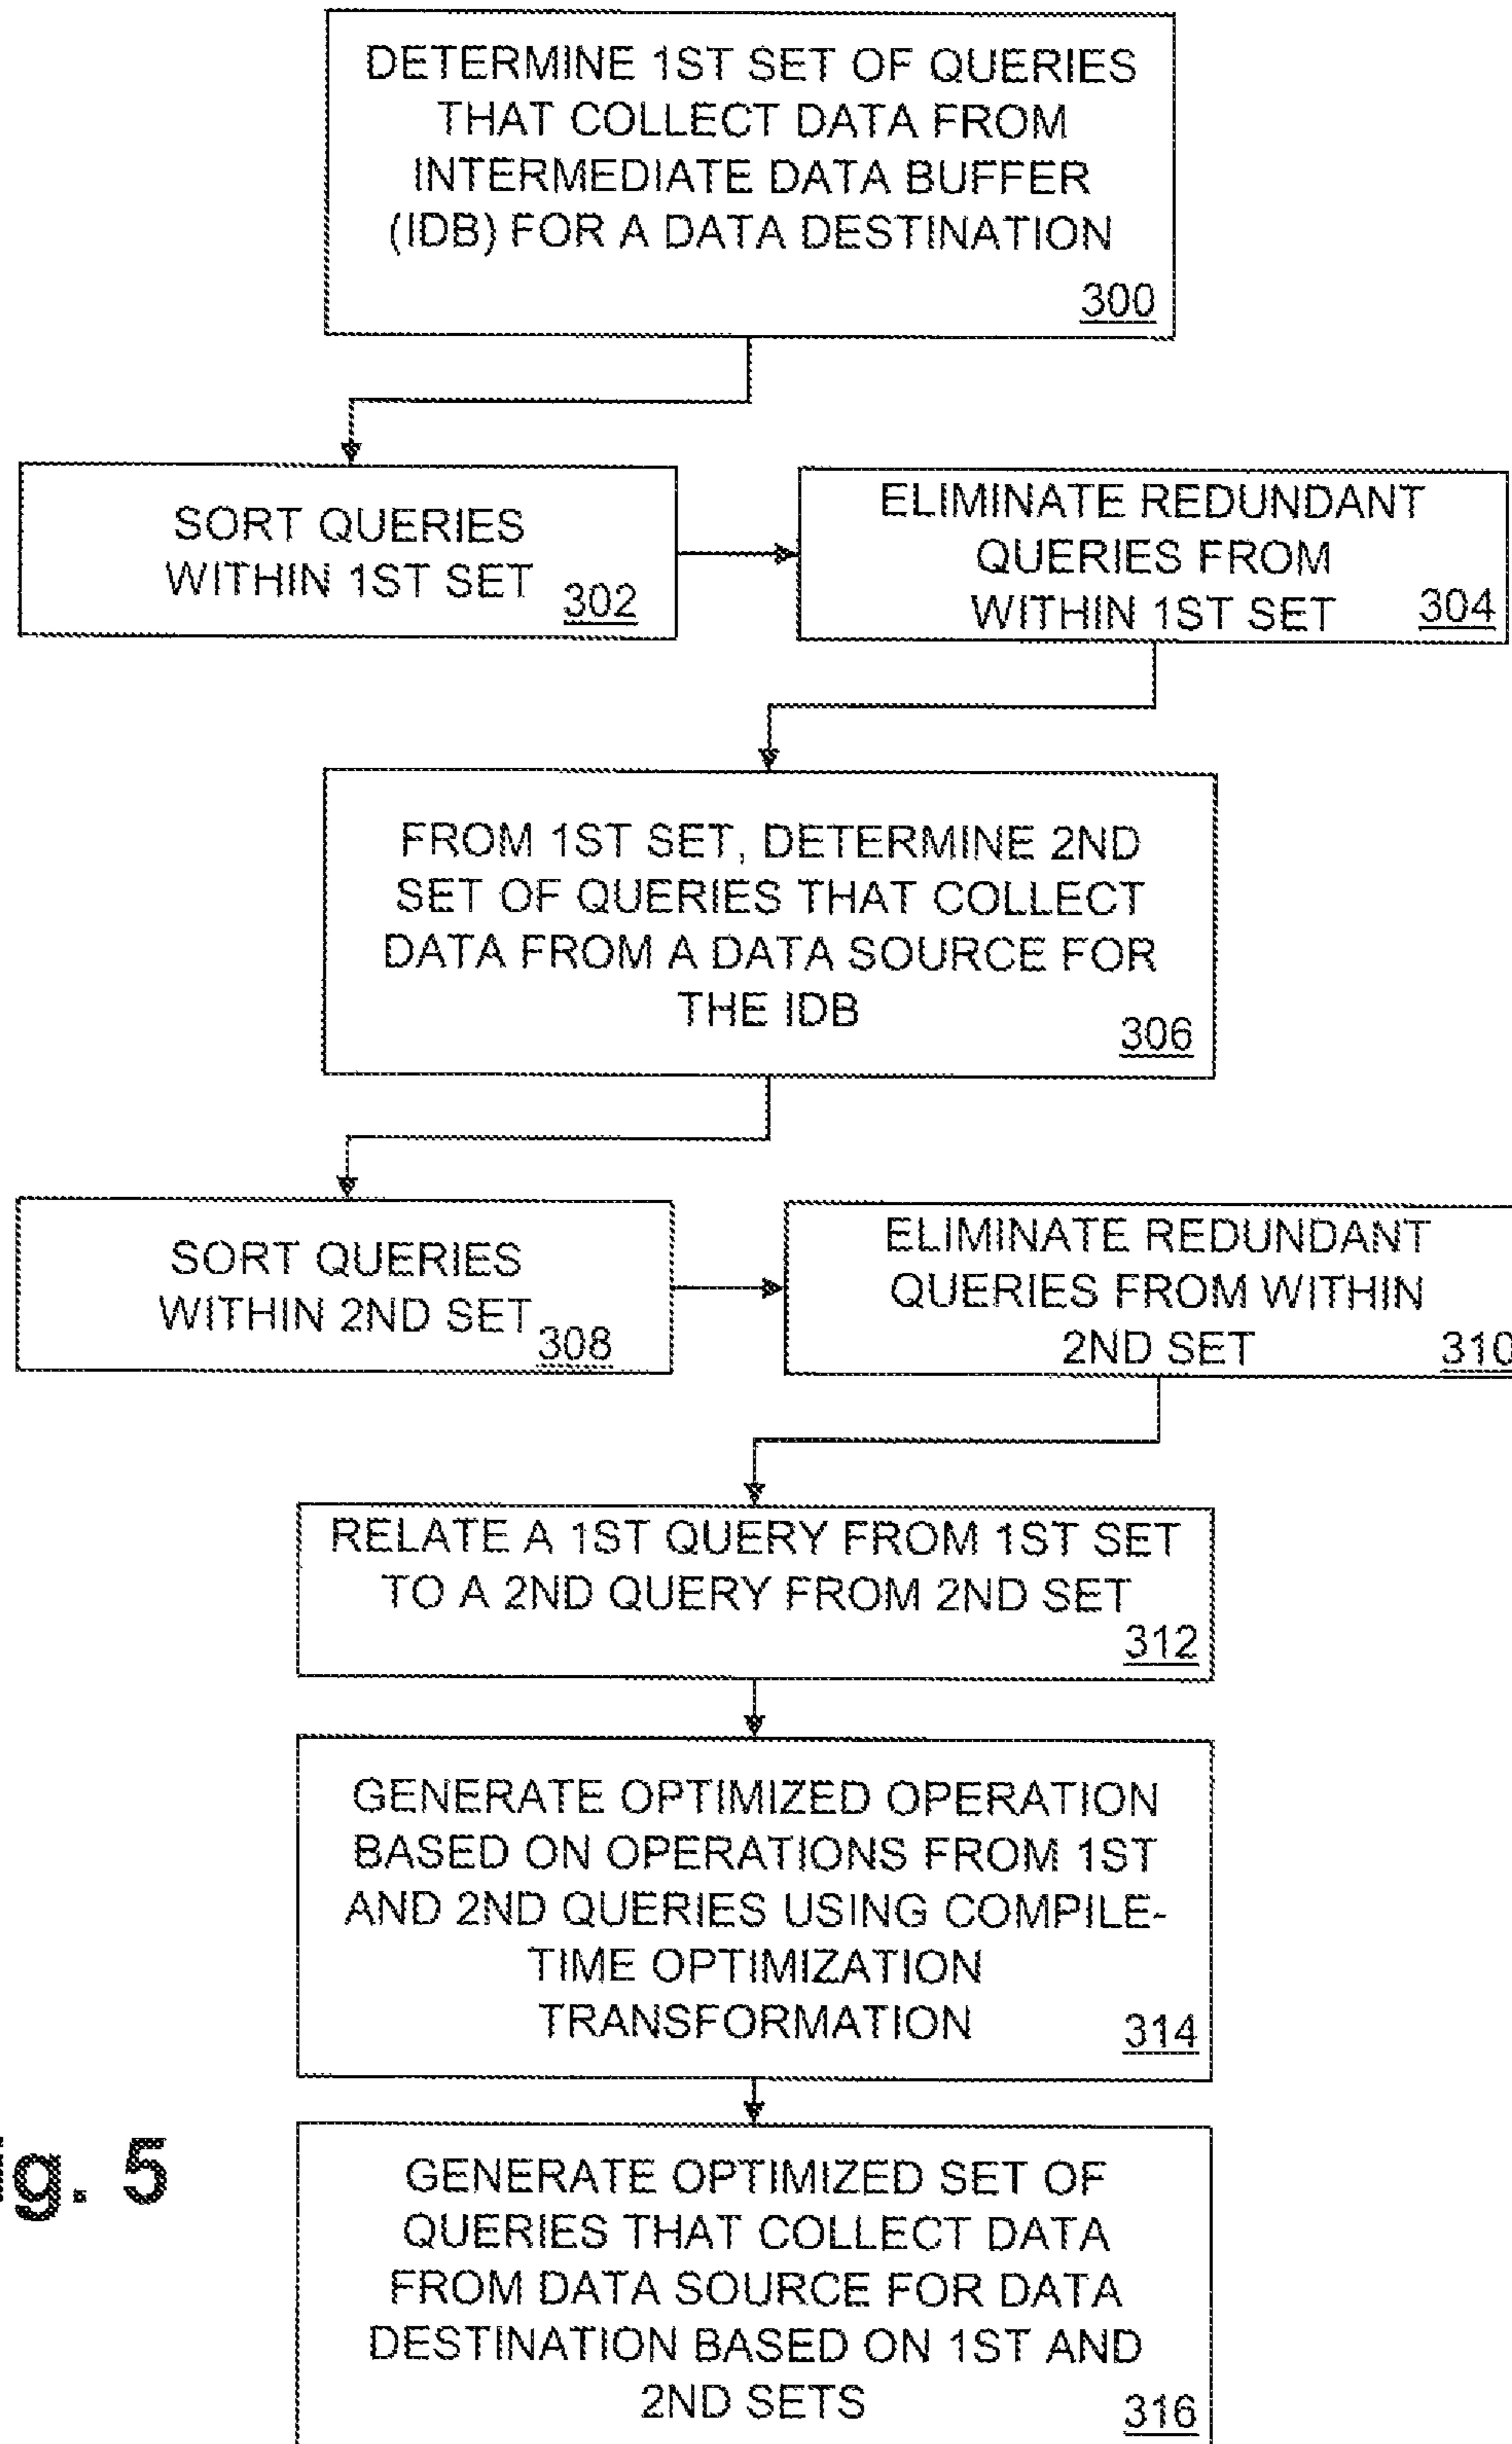 DETERMINE 1ST SET OF QUERIES
THAT COLLECT DATA FROM
INTERMEDIATE DATA BUFFER
(IDB) FOR A DATA DESTINATION
300
SORT QUERIES
WITHIN 1ST SET
302
ELIMINATE REDUNDANT
QUERIES FROM
WITHIN 1ST SET
304
FROM 1ST SET, DETERMINE 2ND
SET OF QUERIES THAT COLLECT
DATA FROM A DATA SOURCE FOR
THE IDB
306
SORT QUERIES
WITHIN 2ND SET
308
ELIMINATE REDUNDANT
QUERIES FROM WITHIN
2ND SET
310
RELATE A 1ST QUERY FROM 1ST SET
TO A 2ND QUERY FROM 2ND SET
312
GENERATE OPTIMIZED OPERATION
BASED ON OPERATIONS FROM 1ST
AND 2ND QUERIES USING COMPILE-
TIME OPTIMIZATION
TRANSFORMATION
314
GENERATE OPTIMIZED SET OF
QUERIES THAT COLLECT DATA
FROM DATA SOURCE FOR DATA
DESTINATION BASED ON 1ST AND
2ND SETS
316
ig. 5